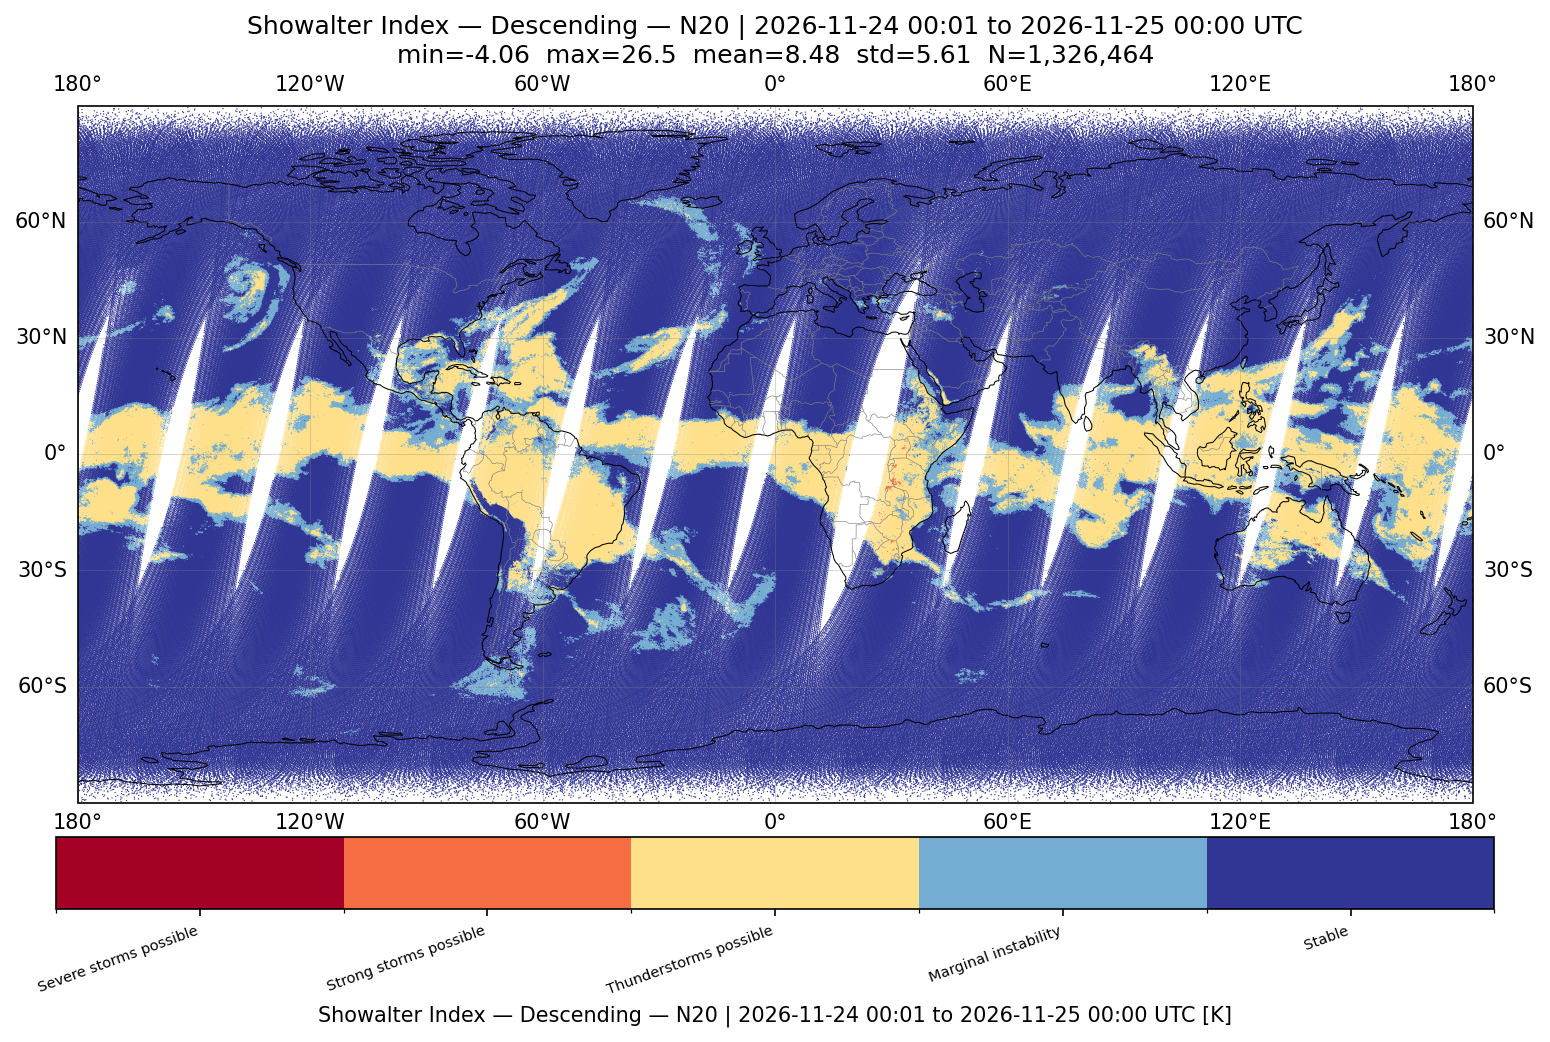 Showalter Index — Descending — N20 | 2026-11-24 00:01 to 2026-11-25 00:00 UTC
min=-4.06  max=26.5  mean=8.48  std=5.61  N=1,326,464
180° 120°W 60°W 0° 60°E 120°E 180°
60°N 60°N
30°N 30°N
0° 0°
30°S 30°S
60°S 60°S
180° 120°W 60°W 0° 60°E 120°E 180°
Severe storms possible
Strong storms possible
Thunderstorms possible
Marginal instability
Stable
Showalter Index — Descending — N20 | 2026-11-24 00:01 to 2026-11-25 00:00 UTC [K]